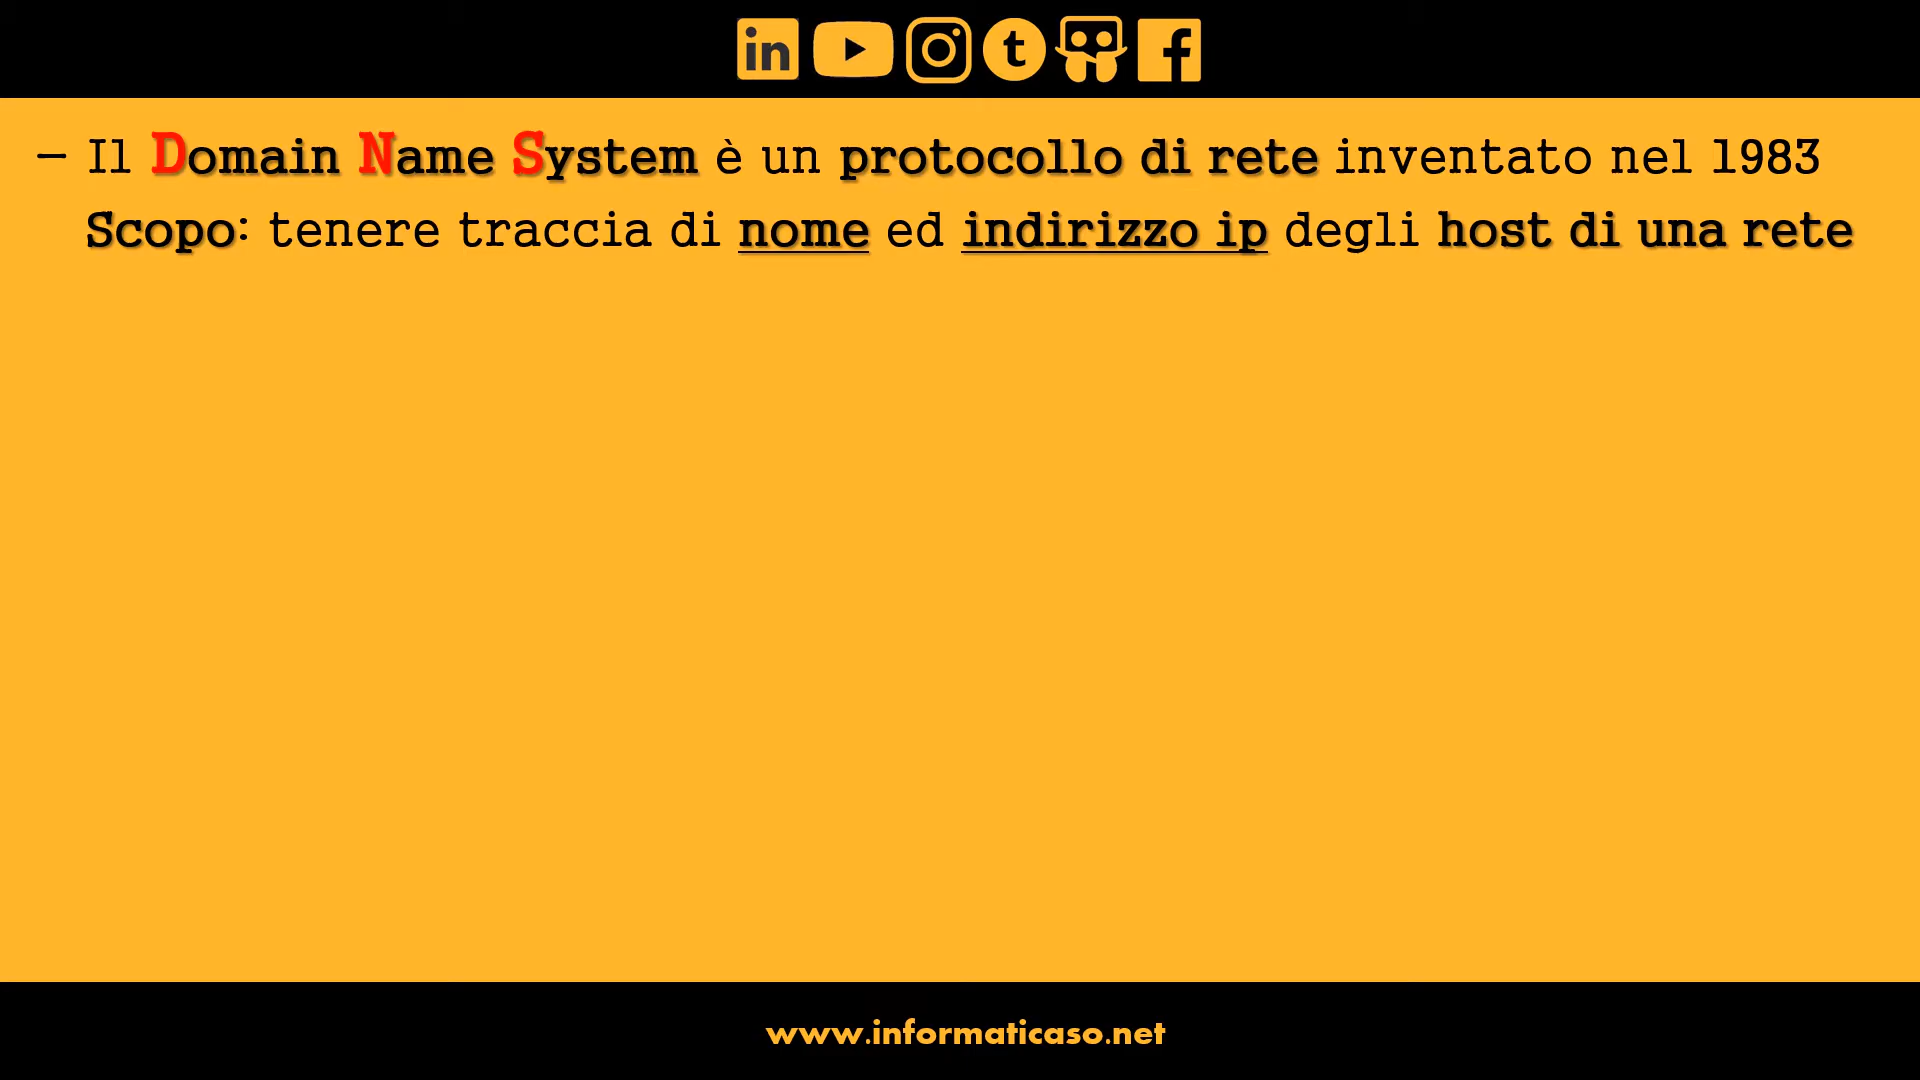 – Il Domain Name System è un protocollo di rete inventato nel 1983
Scopo: tenere traccia di nome ed indirizzo ip degli host di una rete
www.informaticaso.net